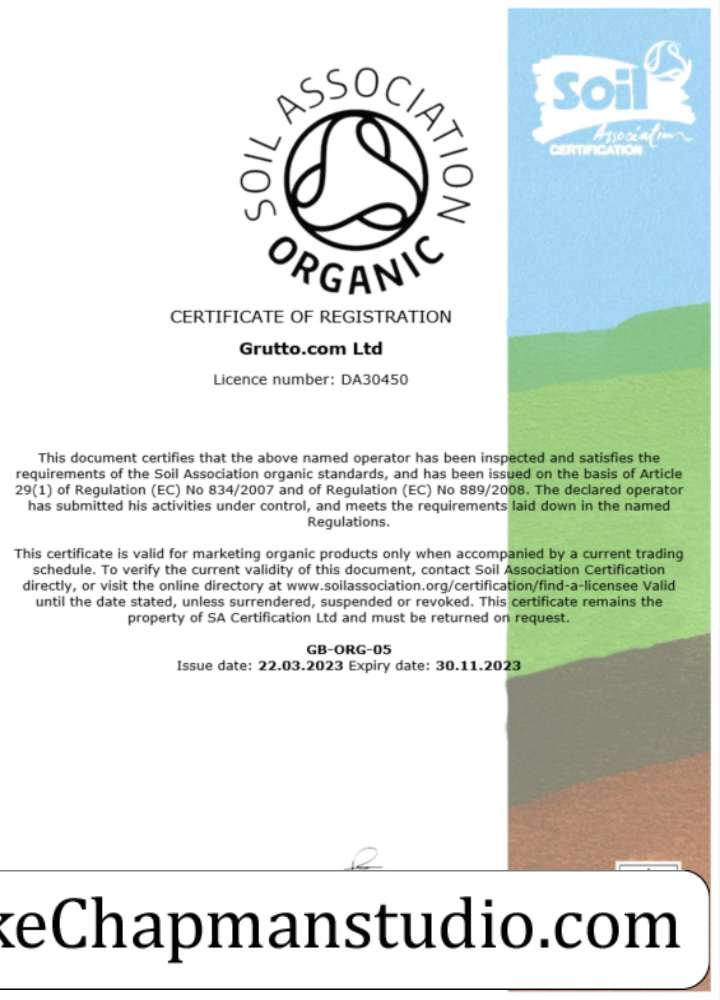 SOIL ASSOCIATION
ORGANIC
Soil
Association
CERTIFICATION
CERTIFICATE OF REGISTRATION
Grutto.com Ltd
Licence number: DA30450
This document certifies that the above named operator has been inspected and satisfies the
requirements of the Soil Association organic standards, and has been issued on the basis of Article
29(1) of Regulation (EC) No 834/2007 and of Regulation (EC) No 889/2008. The declared operator
has submitted his activities under control, and meets the requirements laid down in the named
Regulations.
This certificate is valid for marketing organic products only when accompanied by a current trading
schedule. To verify the current validity of this document, contact Soil Association Certification
directly, or visit the online directory at www.soilassociation.org/certification/find-a-licensee Valid
until the date stated, unless surrendered, suspended or revoked. This certificate remains the
property of SA Certification Ltd and must be returned on request.
GB-ORG-05
Issue date: 22.03.2023 Expiry date: 30.11.2023
keChapmanstudio.com